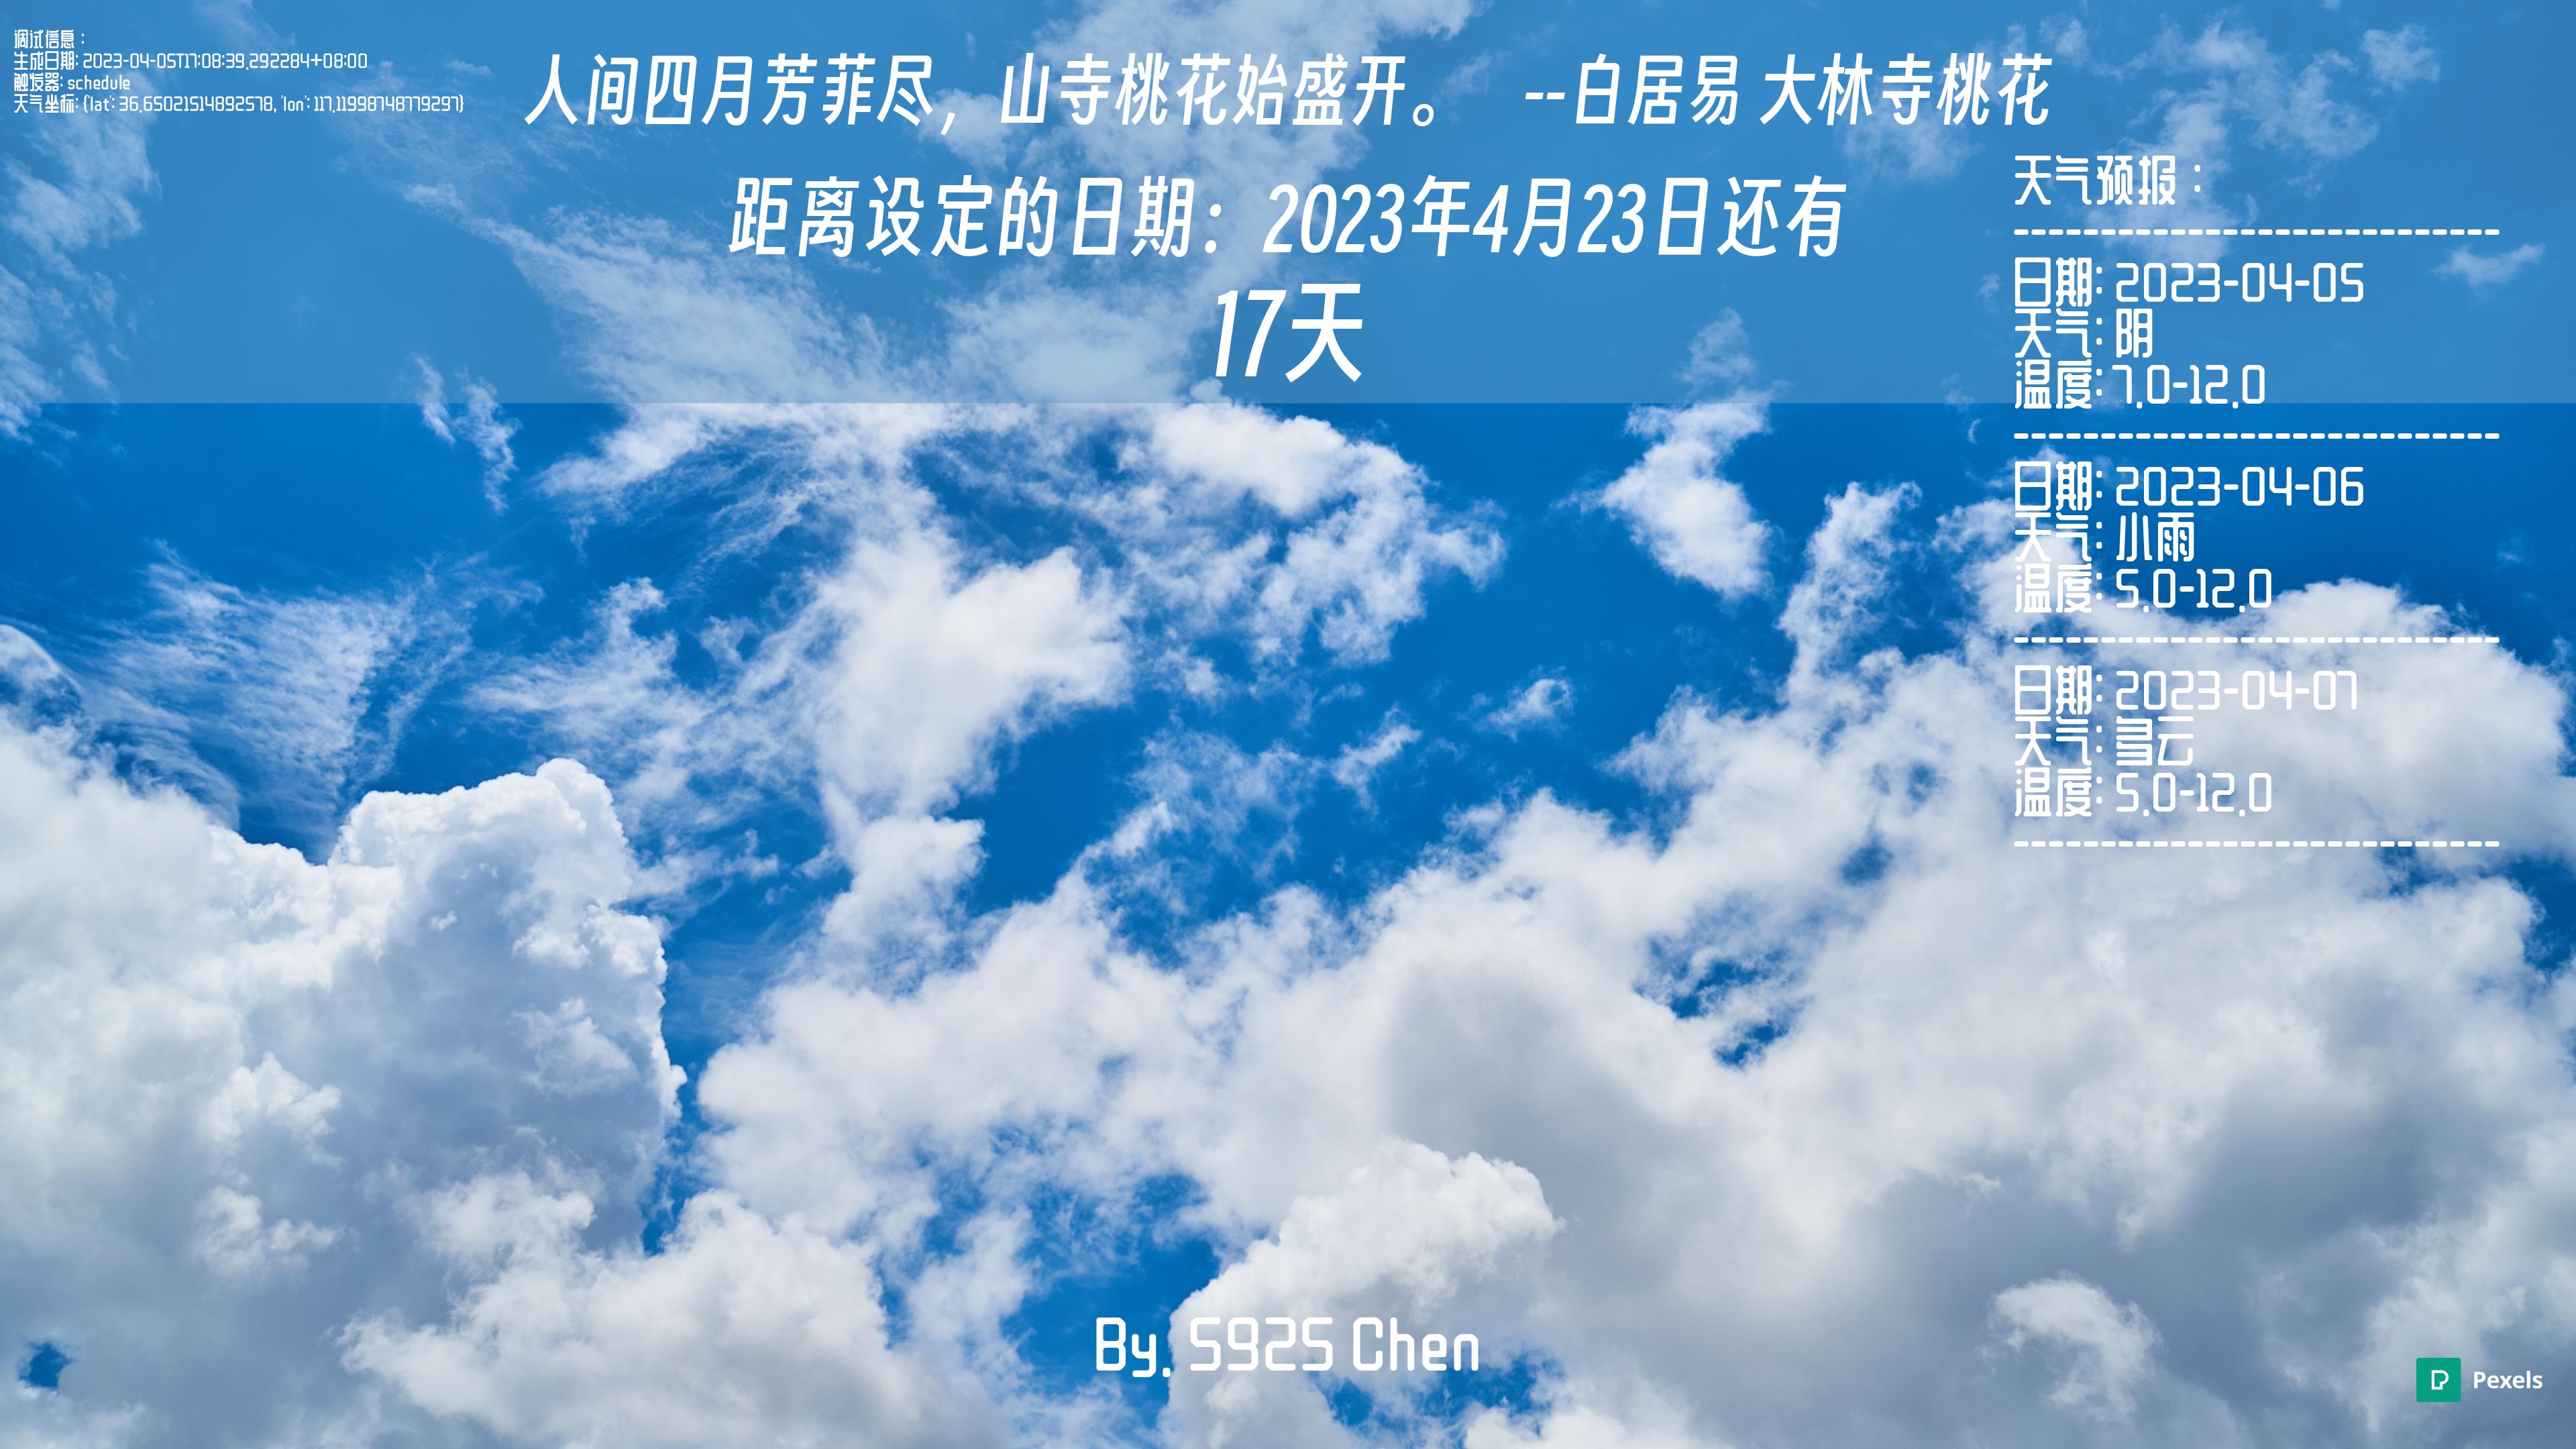 调试信息：
生成日期: 2023-04-05T17:08:39.292284+08:00
触发器: schedule
天气坐标: {'lat': 36.65021514892578, 'lon': 117.11998748779297}
人间四月芳菲尽，山寺桃花始盛开。 --白居易 大林寺桃花
距离设定的日期：2023年4月23日还有
17天
天气预报：
----------------------------
日期: 2023-04-05
天气: 阴
温度: 7.0-12.0
----------------------------
日期: 2023-04-06
天气: 小雨
温度: 5.0-12.0
----------------------------
日期: 2023-04-07
天气: 多云
温度: 5.0-12.0
----------------------------
By. S925 Chen
Pexels